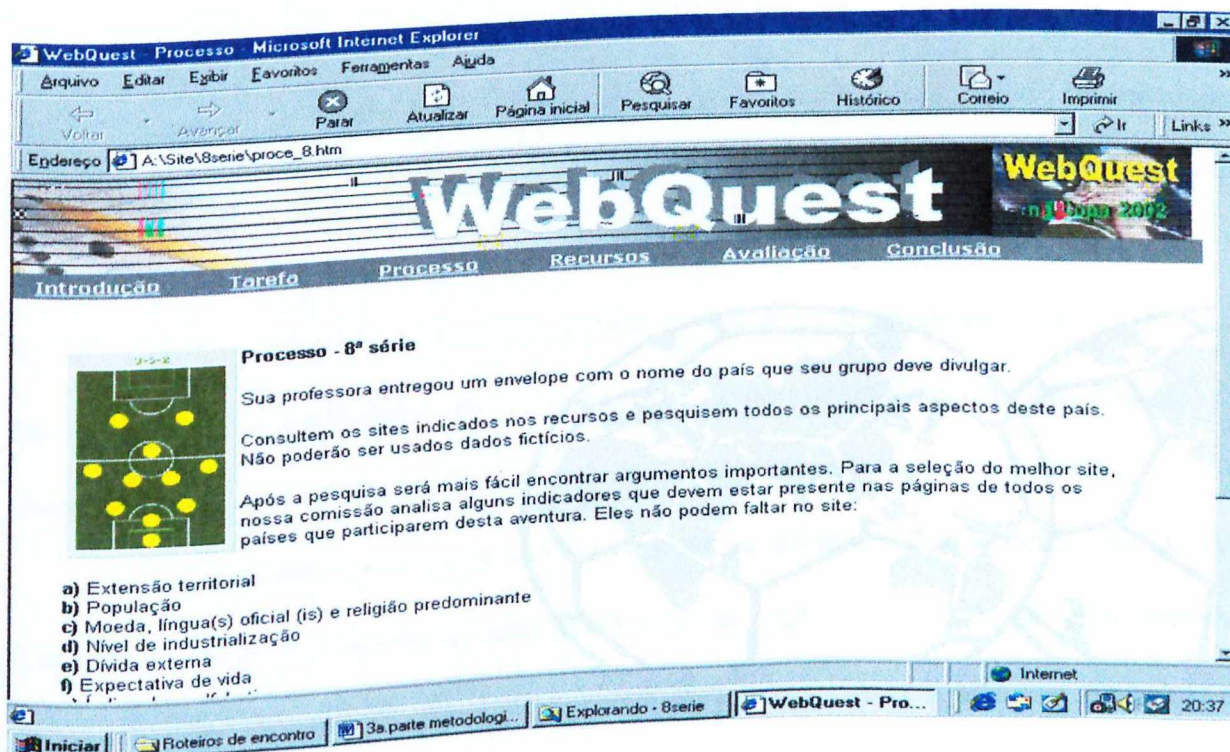 WebQuest - Processo - Microsoft Internet Explorer
Arquivo Editar Exibir Favoritos Ferramentas Ajuda
Voltar Avançar Parar Atualizar Página inicial Pesquisar Favoritos Histórico Correio Imprimir
Endereço A:\Site\8serie\proce_8.htm Ir Links »
WebQuest
WebQuest
na Copa 2002
Introdução Tarefa Processo Recursos Avaliação Conclusão
Processo - 8ª série
Sua professora entregou um envelope com o nome do país que seu grupo deve divulgar.
Consultem os sites indicados nos recursos e pesquisem todos os principais aspectos deste país.
Não poderão ser usados dados fictícios.
Após a pesquisa será mais fácil encontrar argumentos importantes. Para a seleção do melhor site,
nossa comissão analisa alguns indicadores que devem estar presente nas páginas de todos os
países que participarem desta aventura. Eles não podem faltar no site:
a) Extensão territorial
b) População
c) Moeda, língua(s) oficial (is) e religião predominante
d) Nível de industrialização
e) Dívida externa
f) Expectativa de vida
Internet
Iniciar Roteiros de encontro 3a.parte metodologi... Explorando - 8serie WebQuest - Pro... 20:37